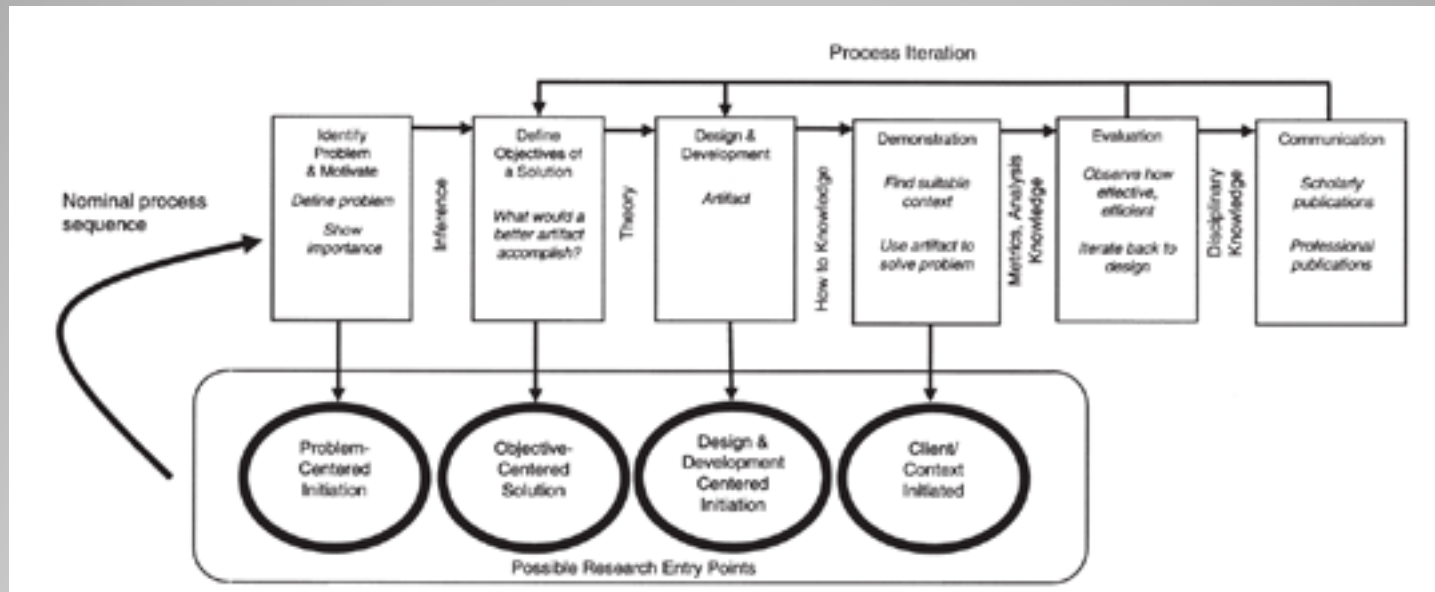 Process Iteration
Nominal process
sequence
Identify
Problem
& Motivate
Define problem
Show
importance
Inference
Define
Objectives of
a Solution
What would a
better artifact
accomplish?
Theory
Design &
Development
Artifact
How to Knowledge
Demonstration
Find suitable
context
Use artifact to
solve problem
Metrics, Analysis
Knowledge
Evaluation
Observe how
effective,
efficient
Iterate back to
design
Disciplinary
Knowledge
Communication
Scholarly
publications
Professional
publications
Problem-
Centered
Initiation
Objective-
Centered
Solution
Design &
Development
Centered
Initiation
Client/
Context
Initiated
Possible Research Entry Points